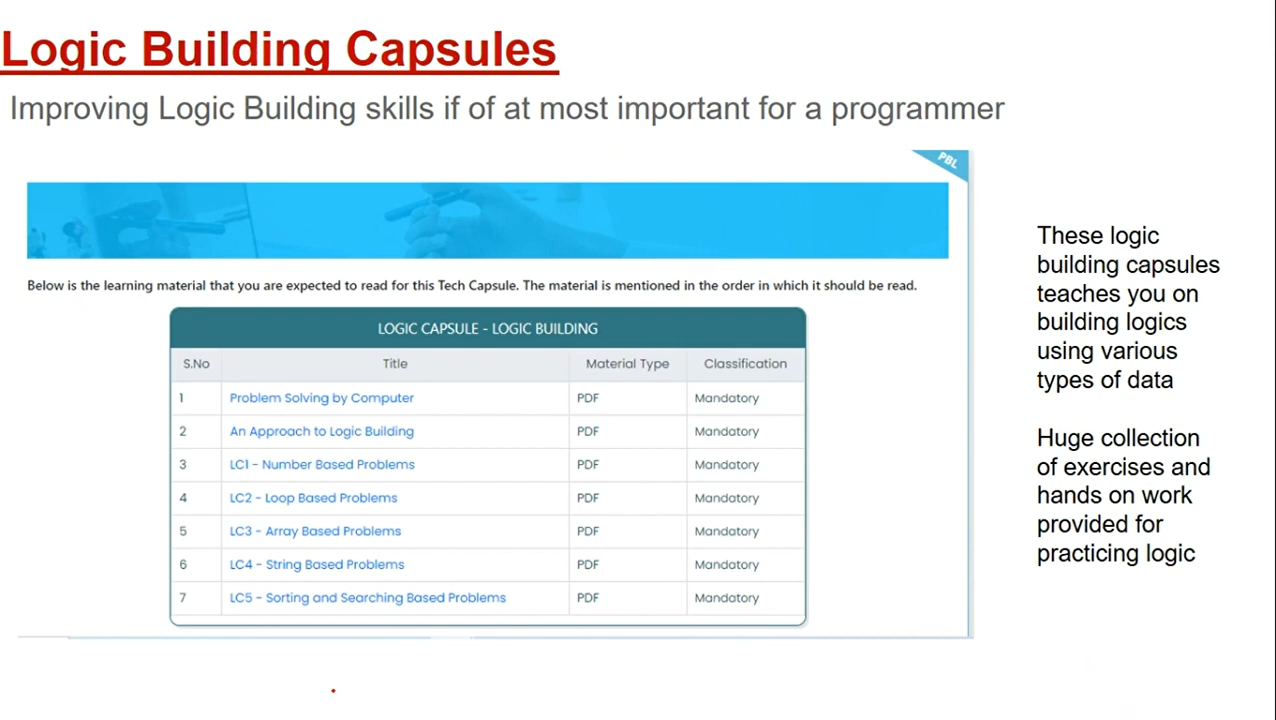 Logic Building Capsules
Improving Logic Building skills if of at most important for a programmer
PBL
Below is the learning material that you are expected to read for this Tech Capsule. The material is mentioned in the order in which it should be read.
LOGIC CAPSULE - LOGIC BUILDING
S.No Title Material Type Classification
1 Problem Solving by Computer PDF Mandatory
2 An Approach to Logic Building PDF Mandatory
3 LC1 - Number Based Problems PDF Mandatory
4 LC2 - Loop Based Problems PDF Mandatory
5 LC3 - Array Based Problems PDF Mandatory
6 LC4 - String Based Problems PDF Mandatory
7 LC5 - Sorting and Searching Based Problems PDF Mandatory
These logic
building capsules
teaches you on
building logics
using various
types of data
Huge collection
of exercises and
hands on work
provided for
practicing logic